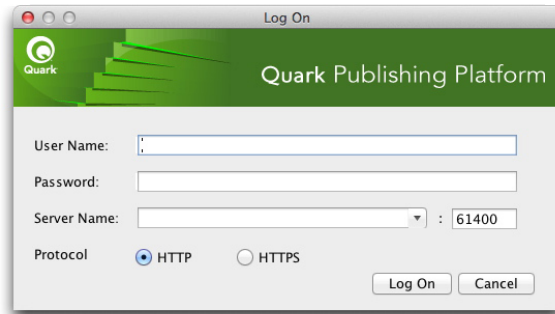 Log On
Quark
Quark Publishing Platform
User Name:
Password:
Server Name: : 61400
Protocol HTTP HTTPS
Log On Cancel